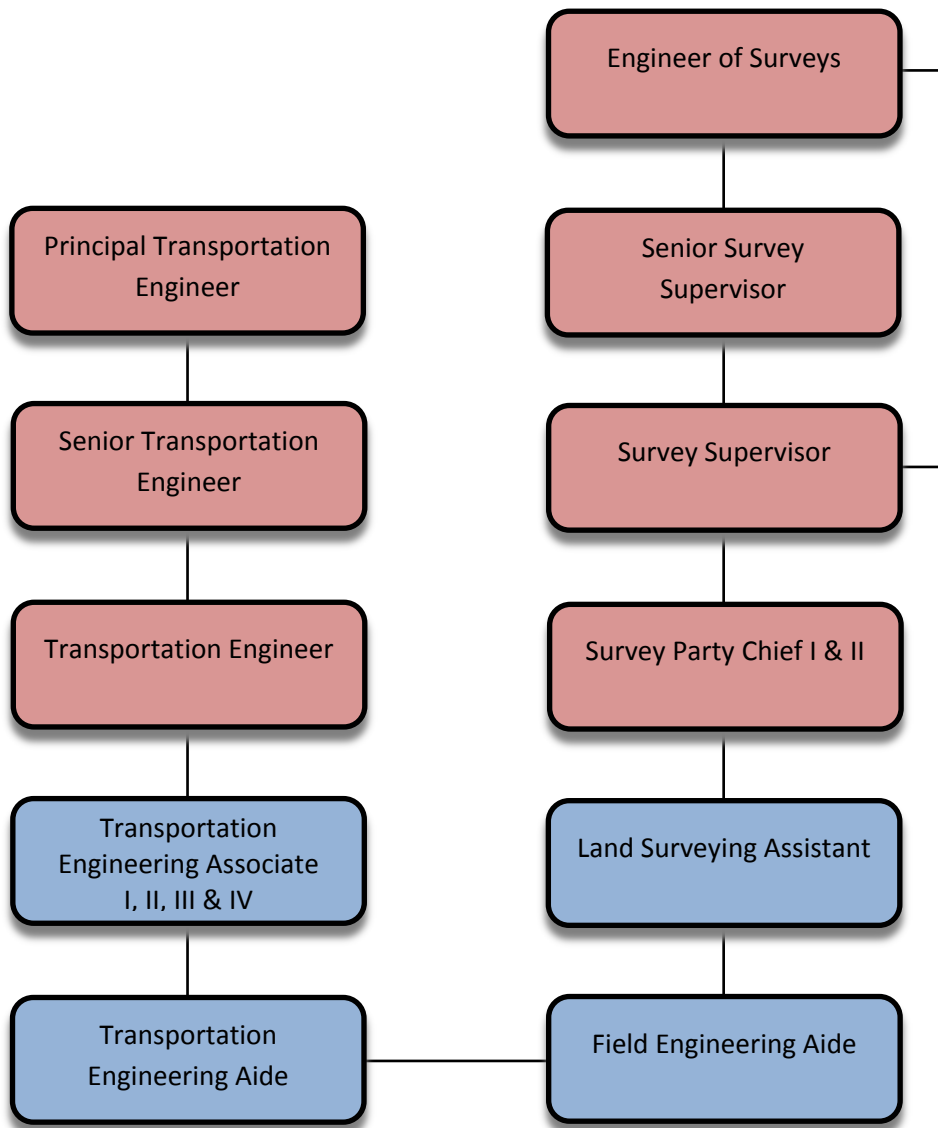 Engineer of Surveys
Principal Transportation
Engineer
Senior Survey
Supervisor
Senior Transportation
Engineer
Survey Supervisor
Transportation Engineer
Survey Party Chief I & II
Transportation
Engineering Associate
I, II, III & IV
Land Surveying Assistant
Transportation
Engineering Aide
Field Engineering Aide